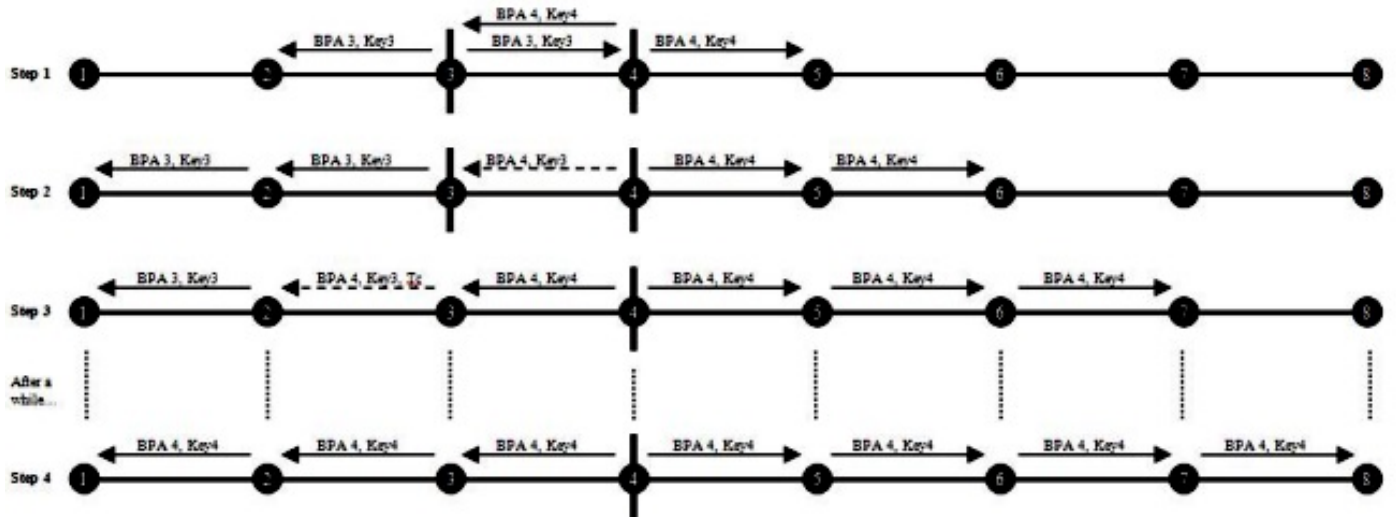 BPA 4, Key4
BPA 3, Key3 BPA 3, Key3 BPA 4, Key4
Step 1 1 2 3 4 5 6 7 8
BPA 3, Key3 BPA 3, Key3 BPA 4, Key3 BPA 4, Key4 BPA 4, Key4
Step 2 1 2 3 4 5 6 7 8
BPA 3, Key3 BPA 4, Key3, Tc BPA 4, Key4 BPA 4, Key4 BPA 4, Key4 BPA 4, Key4
Step 3 1 2 3 4 5 6 7 8
After a
while...
BPA 4, Key4 BPA 4, Key4 BPA 4, Key4 BPA 4, Key4 BPA 4, Key4 BPA 4, Key4 BPA 4, Key4
Step 4 1 2 3 4 5 6 7 8